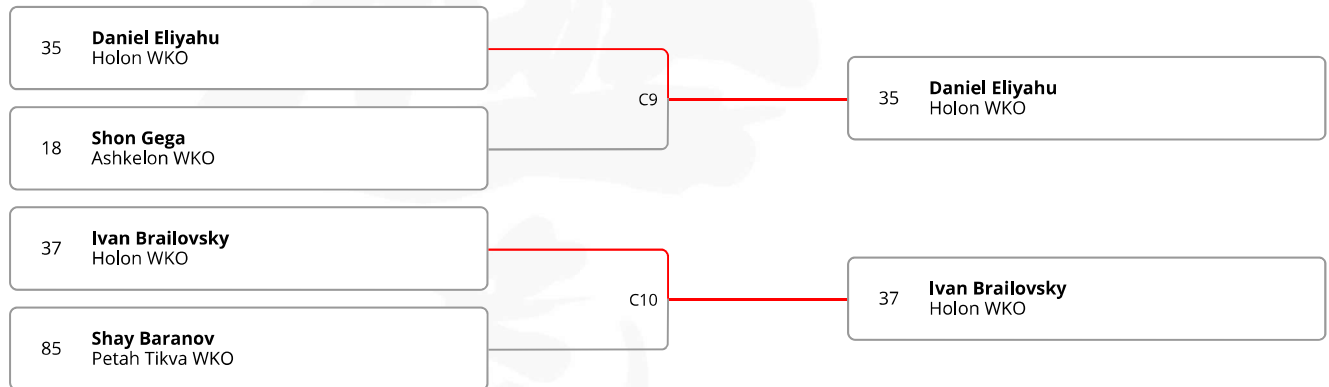 35
Daniel Eliyahu
Holon WKO
C9
18
Shon Gega
Ashkelon WKO
35
Daniel Eliyahu
Holon WKO
37
Ivan Brailovsky
Holon WKO
C10
85
Shay Baranov
Petah Tikva WKO
37
Ivan Brailovsky
Holon WKO